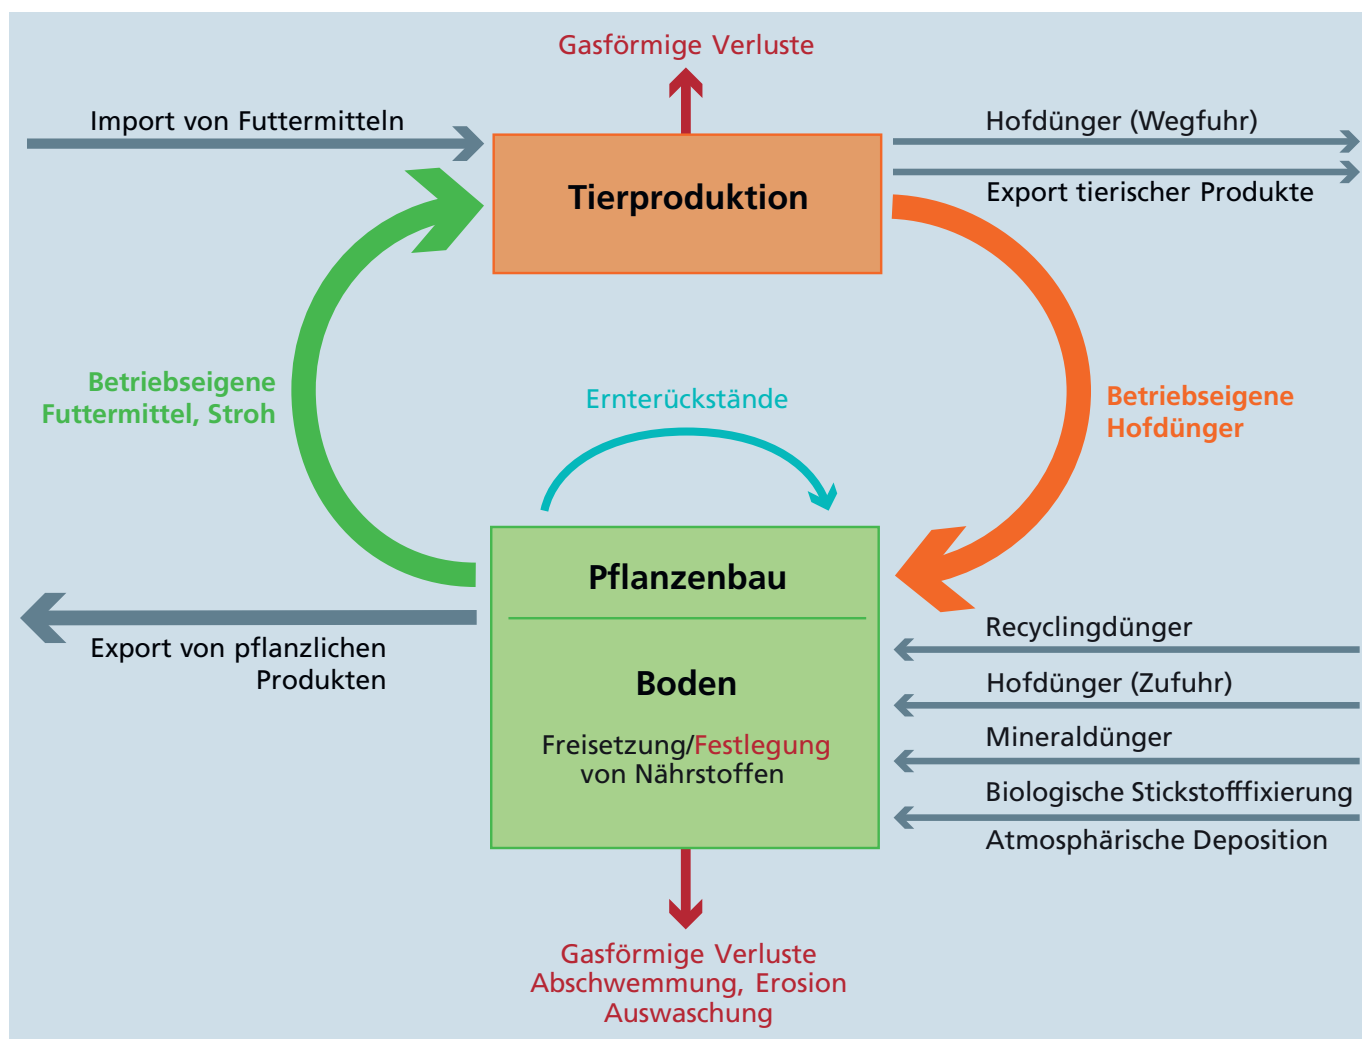 Gasförmige Verluste
Import von Futtermitteln
Hofdünger (Wegfuhr)
Tierproduktion
Export tierischer Produkte
Betriebseigene
Futtermittel, Stroh
Ernterückstände
Betriebseigene
Hofdünger
Pflanzenbau
Export von pflanzlichen
Produkten
Boden
Freisetzung/Festlegung
von Nährstoffen
Recyclingdünger
Hofdünger (Zufuhr)
Mineraldünger
Biologische Stickstofffixierung
Atmosphärische Deposition
Gasförmige Verluste
Abschwemmung, Erosion
Auswaschung